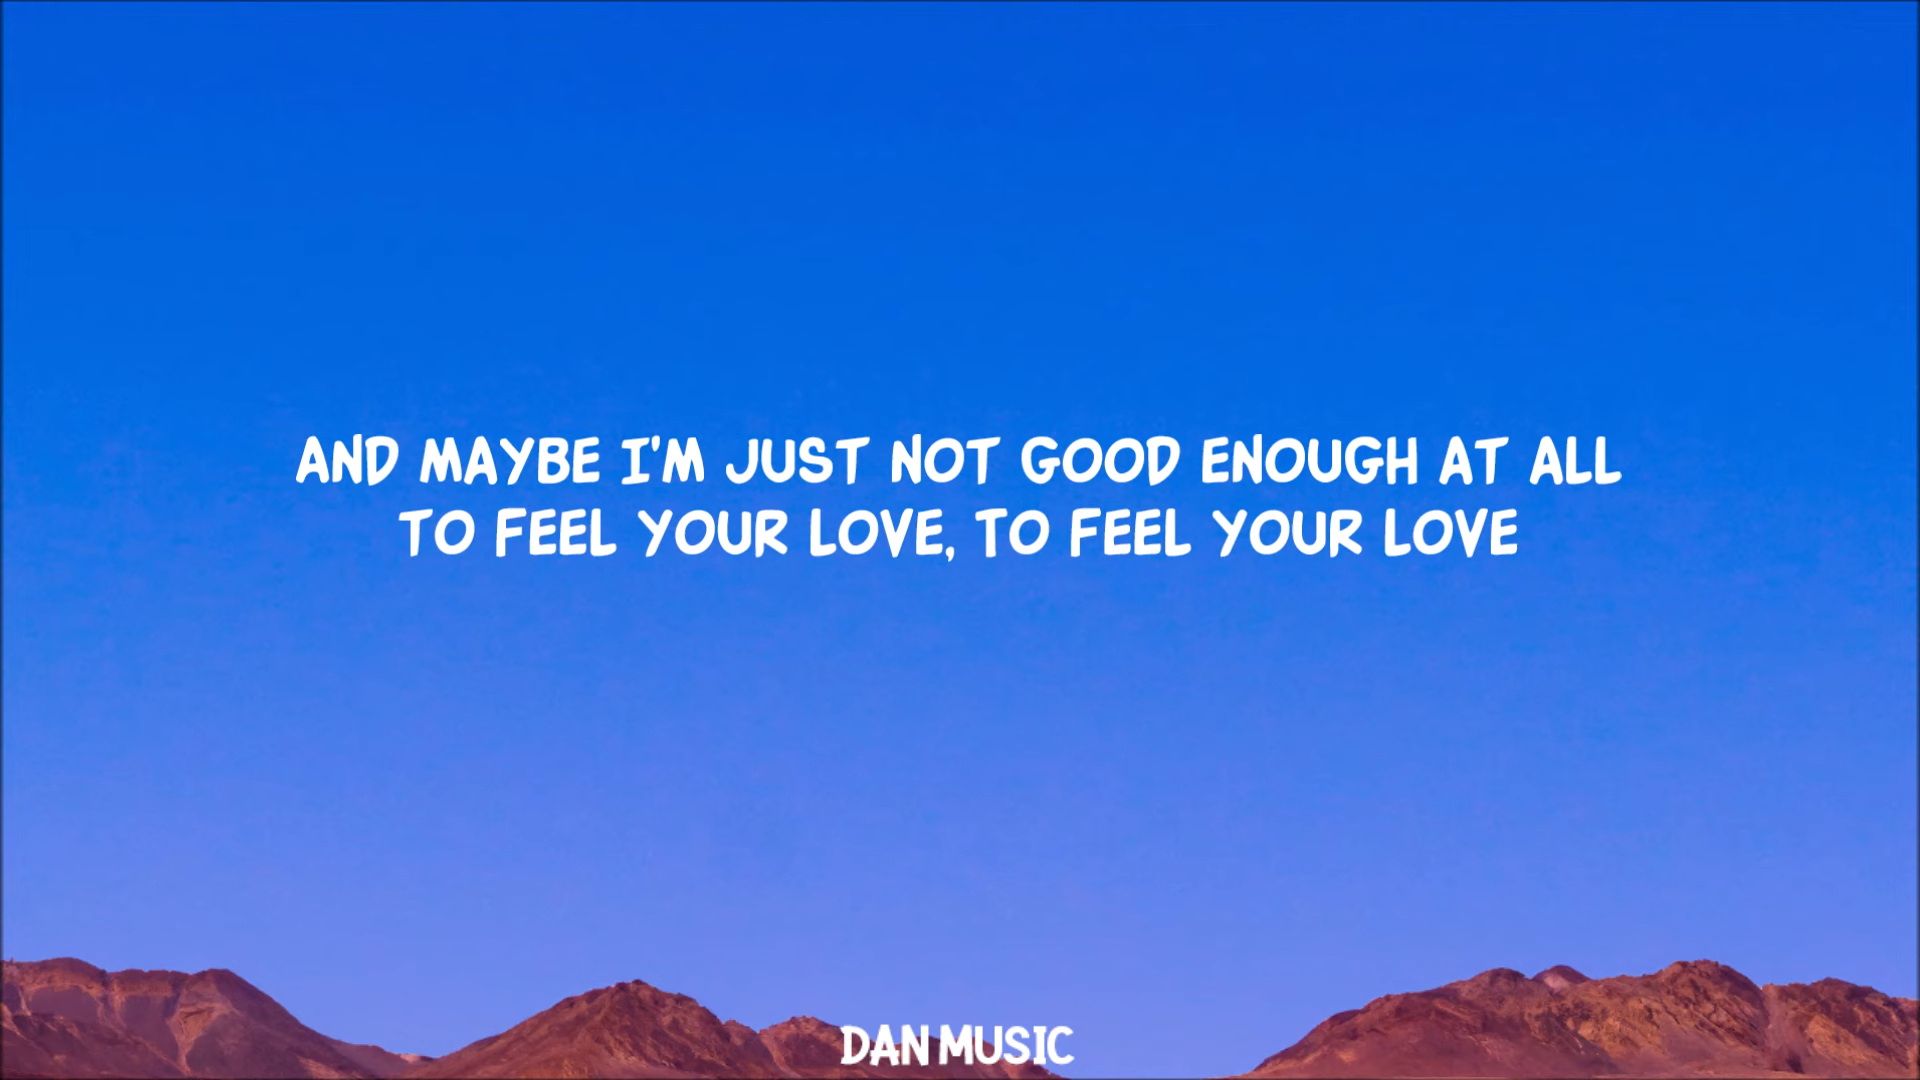 AND MAYBE I'M JUST NOT GOOD ENOUGH AT ALL
TO FEEL YOUR LOVE, TO FEEL YOUR LOVE
DAN MUSIC